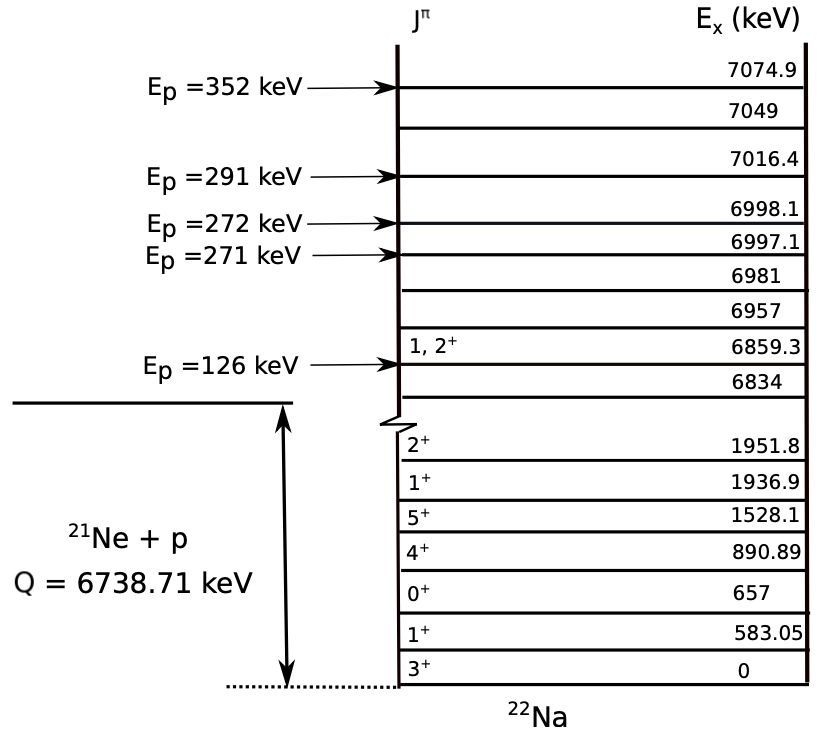 Jπ Ex (keV)
7074.9
Ep =352 keV
7049
7016.4
Ep =291 keV
6998.1
Ep =272 keV
6997.1
Ep =271 keV
6981
6957
1, 2+ 6859.3
Ep =126 keV
6834
2+ 1951.8
1+ 1936.9
5+ 1528.1
21Ne + p
4+ 890.89
Q = 6738.71 keV
0+ 657
1+ 583.05
3+ 0
22Na